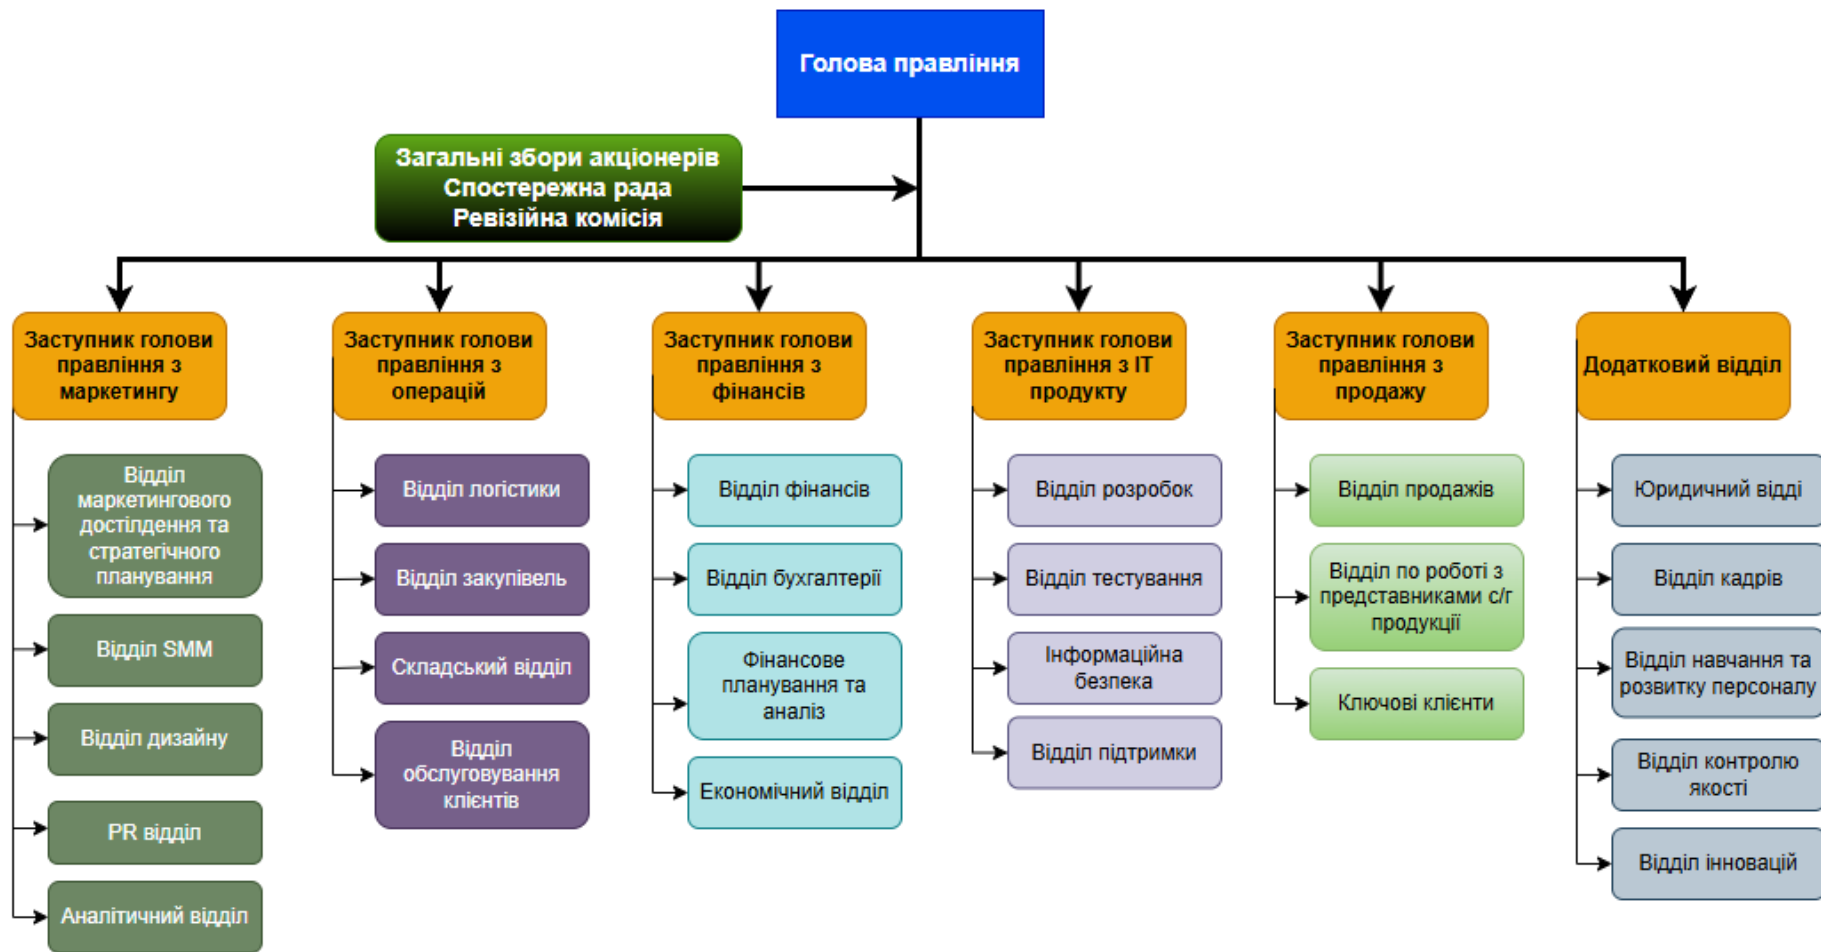 Голова правління
Загальні збори акціонерів
Спостережна рада
Ревізійна комісія
Заступник голови
правління з
маркетингу
Відділ
маркетингового
достілдення та
стратегічного
планування
Відділ SMM
Відділ дизайну
PR відділ
Аналітичний відділ
Заступник голови
правління з
операцій
Відділ логістики
Відділ закупівель
Складський відділ
Відділ
обслуговування
клієнтів
Заступник голови
правління з
фінансів
Відділ фінансів
Відділ бухгалтерії
Фінансове
планування та
аналіз
Економічний відділ
Заступник голови
правління з ІТ
продукту
Відділ розробок
Відділ тестування
Інформаційна
безпека
Відділ підтримки
Заступник голови
правління з
продажу
Відділ продажів
Відділ по роботі з
представниками с/г
продукції
Ключові клієнти
Додатковий відділ
Юридичний відді
Відділ кадрів
Відділ навчання та
розвитку персоналу
Відділ контролю
якості
Відділ інновацій